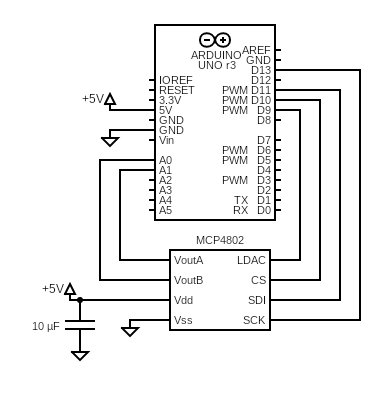 ARDUINO
UNO r3
AREF
GND
D13
IOREF D12
RESET PWM D11
+5V 3.3V PWM D10
5V PWM D9
GND D8
GND
Vin D7
PWM D6
A0 PWM D5
A1 D4
A2 PWM D3
A3 D2
A4 TX D1
A5 RX D0
MCP4802
VoutA LDAC
VoutB CS
+5V
Vdd SDI
Vss SCK
10 µF